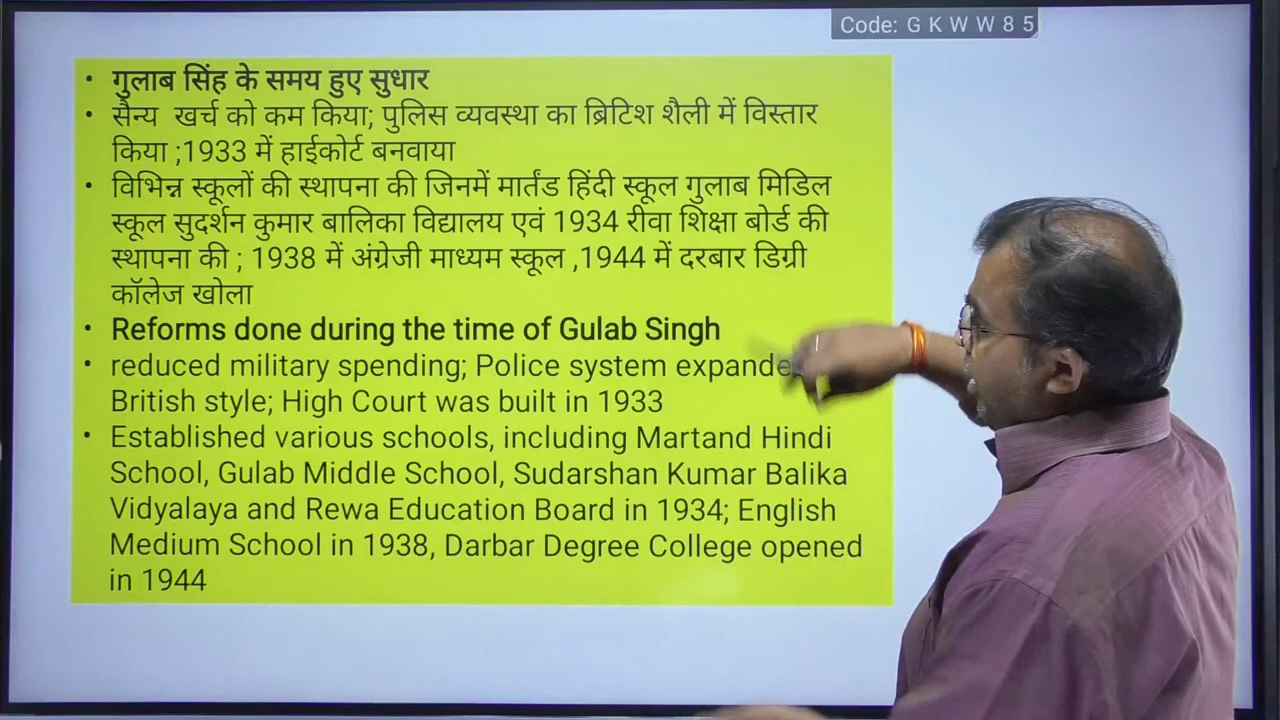 Code: G K W W 8 5
• गुलाब सिंह के समय हुए सुधार
• सैन्य खर्च को कम किया; पुलिस व्यवस्था का ब्रिटिश शैली में विस्तार
किया ;1933 में हाईकोर्ट बनवाया
• विभिन्न स्कूलों की स्थापना की जिनमें मार्तंड हिंदी स्कूल गुलाब मिडिल
स्कूल सुदर्शन कुमार बालिका विद्यालय एवं 1934 रीवा शिक्षा बोर्ड की
स्थापना की ; 1938 में अंग्रेजी माध्यम स्कूल ,1944 में दरबार डिग्री
कॉलेज खोला
• Reforms done during the time of Gulab Singh
• reduced military spending; Police system
British style; High Court was built in 1933
• Established various schools, including Martand Hindi
School, Gulab Middle School, Sudarshan Kumar Balika
Vidyalaya and Rewa Education Board in 1934; English
Medium School in 1938, Darbar Degree College opened
in 1944